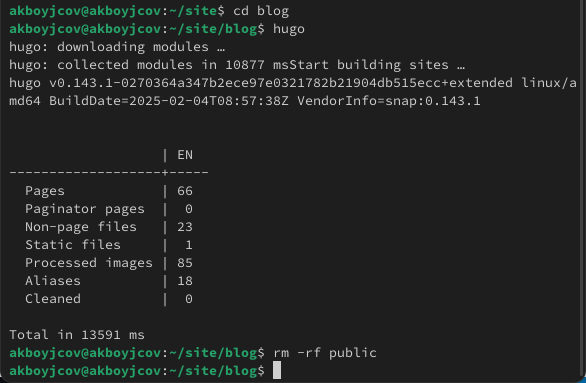 akboyjcov@akboyjcov:~/site$ cd blog
akboyjcov@akboyjcov:~/site/blog$ hugo
hugo: downloading modules …
hugo: collected modules in 10877 msStart building sites …
hugo v0.143.1-0270364a347b2ece97e0321782b21904db515ecc+extended linux/a
md64 BuildDate=2025-02-04T08:57:38Z VendorInfo=snap:0.143.1
                   | EN
-------------------+-----
  Pages            | 66
  Paginator pages  |  0
  Non-page files   | 23
  Static files     |  1
  Processed images | 85
  Aliases          | 18
  Cleaned          |  0
Total in 13591 ms
akboyjcov@akboyjcov:~/site/blog$ rm -rf public
akboyjcov@akboyjcov:~/site/blog$